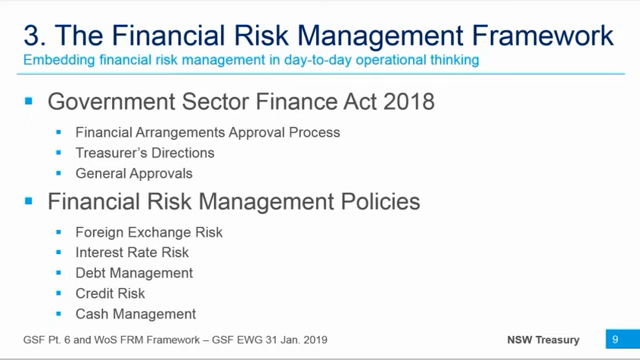 3. The Financial Risk Management Framework
Embedding financial risk management in day-to-day operational thinking
Government Sector Finance Act 2018
Financial Arrangements Approval Process
Treasurer's Directions
General Approvals
Financial Risk Management Policies
Foreign Exchange Risk
Interest Rate Risk
Debt Management
Credit Risk
Cash Management
GSF Pt. 6 and WoS FRM Framework – GSF EWG 31 Jan. 2019
NSW Treasury
9